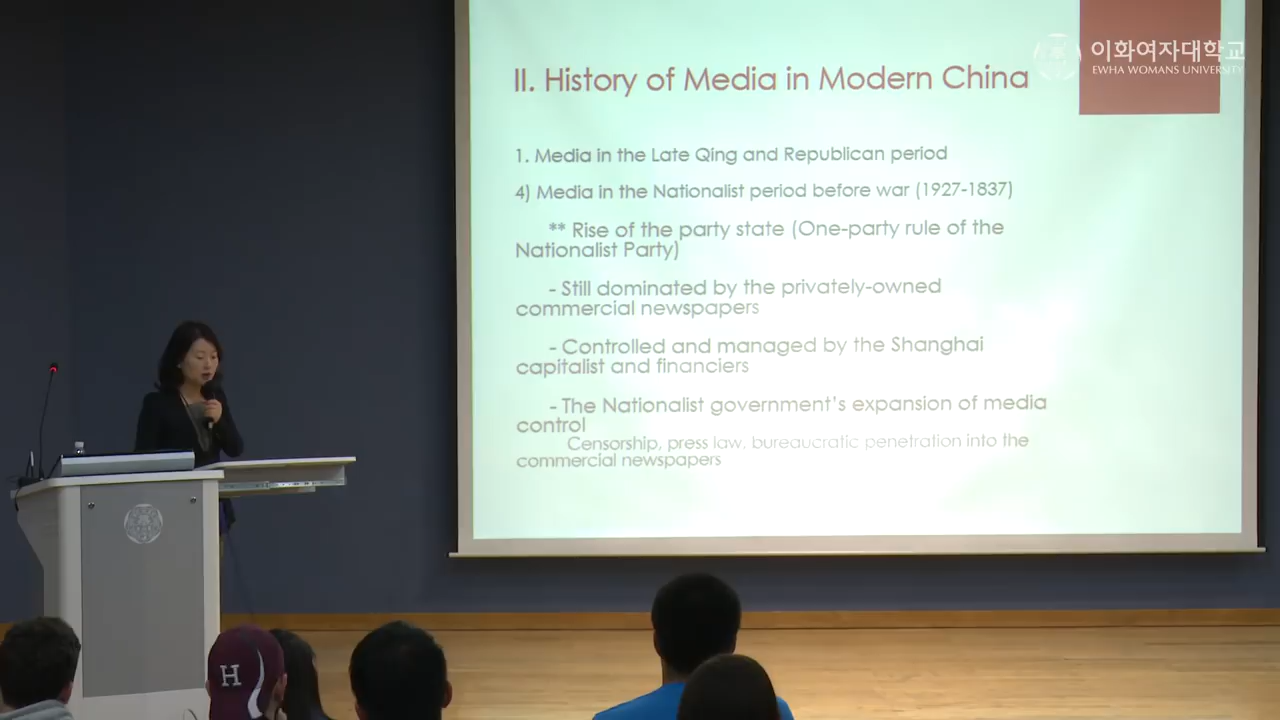 이화여자대학교
EWHA WOMANS UNIVERSITY
II. History of Media in Modern China
1. Media in the Late Qing and Republican period
4) Media in the Nationalist period before war (1927-1837)
** Rise of the party state (One-party rule of the
Nationalist Party)
- Still dominated by the privately-owned
commercial newspapers
- Controlled and managed by the Shanghai
capitalist and financiers
- The Nationalist government's expansion of media
control
Censorship, press law, bureaucratic penetration into the
commercial newspapers
H